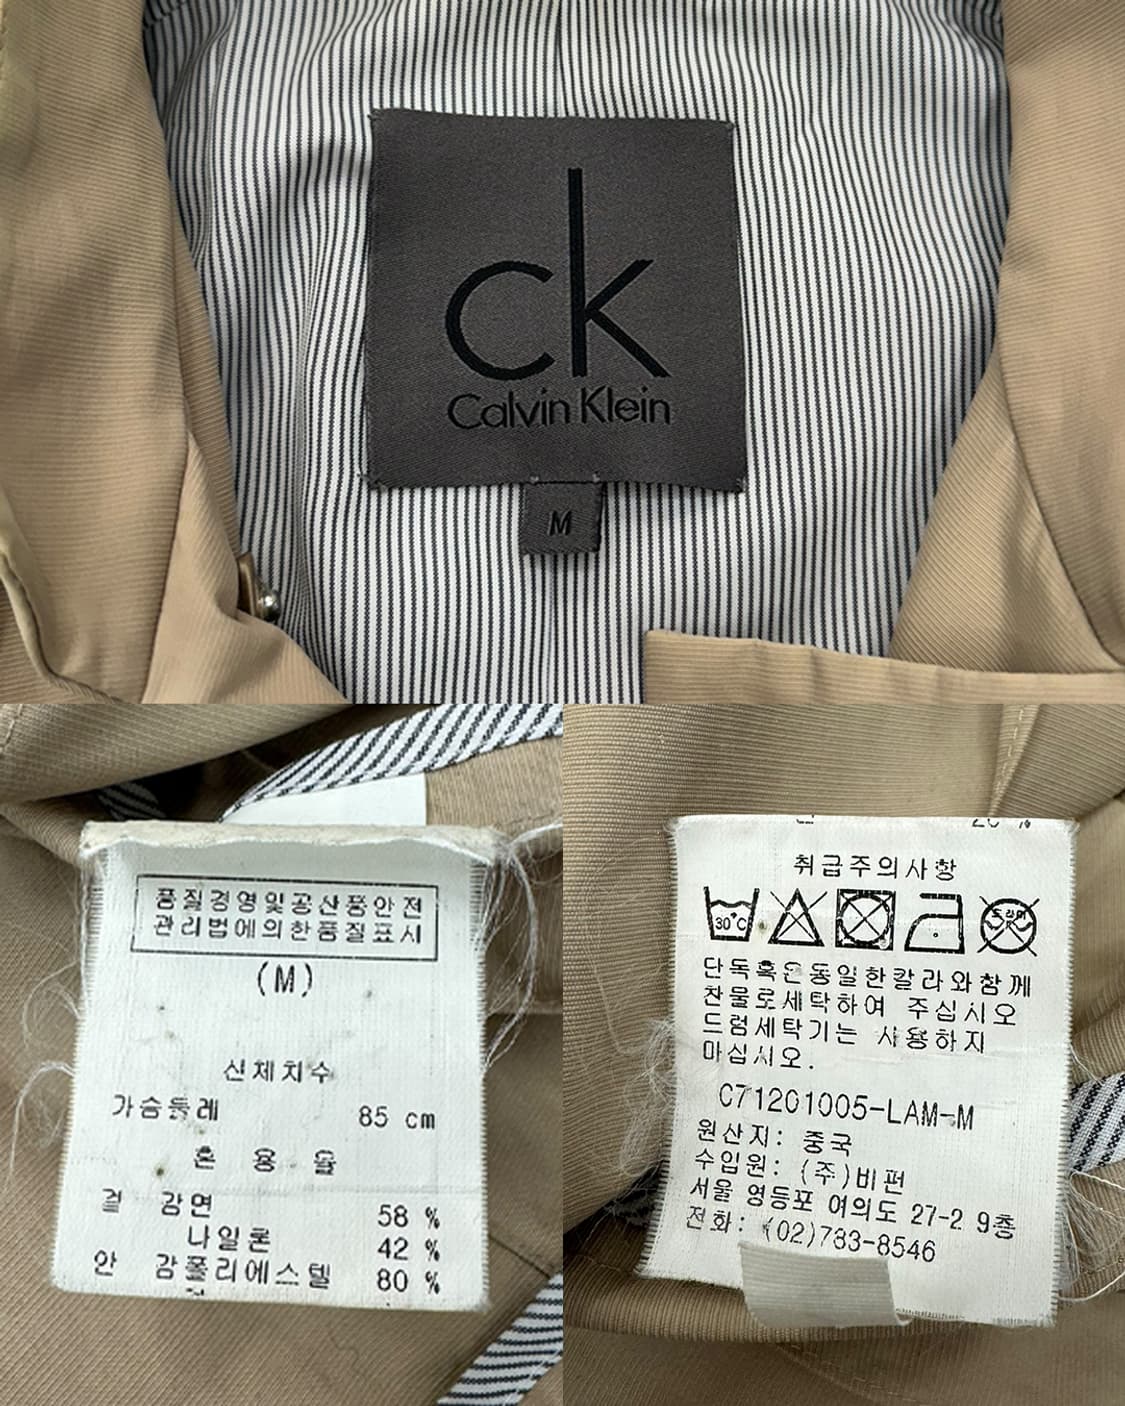 ck
Calvin Klein
M
품질경영및공산품안전
관리법에의한품질표시
(M)
신체치수
가슴둘레 85 cm
혼 용 율
겉 감면 58 %
나일론 42 %
안 감폴리에스텔 80 %
20 %
취급주의사항
30°C
드라이
단독혹은동일한칼라와함께
찬물로세탁하여 주십시오
드럼세탁기는 사용하지
마십시오.
C71201005-LAM-M
원산지: 중국
수입원: (주)비펀
서울 영등포 여의도 27-2 9층
전화: (02)783-8546